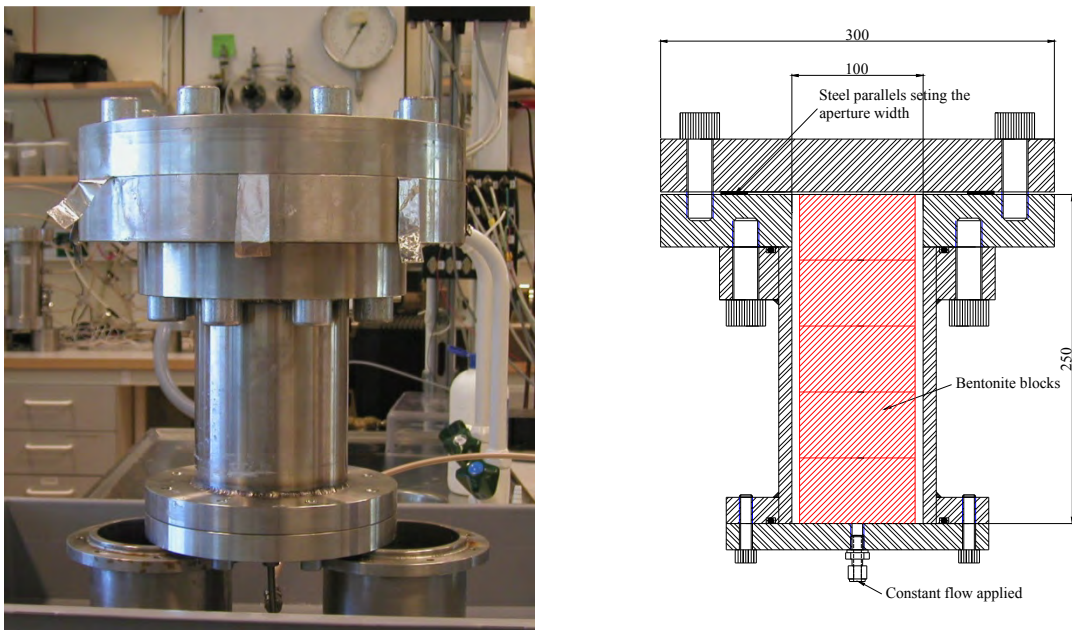 300
100
Steel parallels seting the
aperture width
250
Bentonite blocks
Constant flow applied